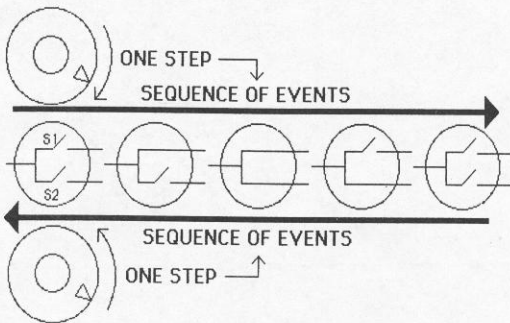 ONE STEP
SEQUENCE OF EVENTS
S1
S2
SEQUENCE OF EVENTS
ONE STEP